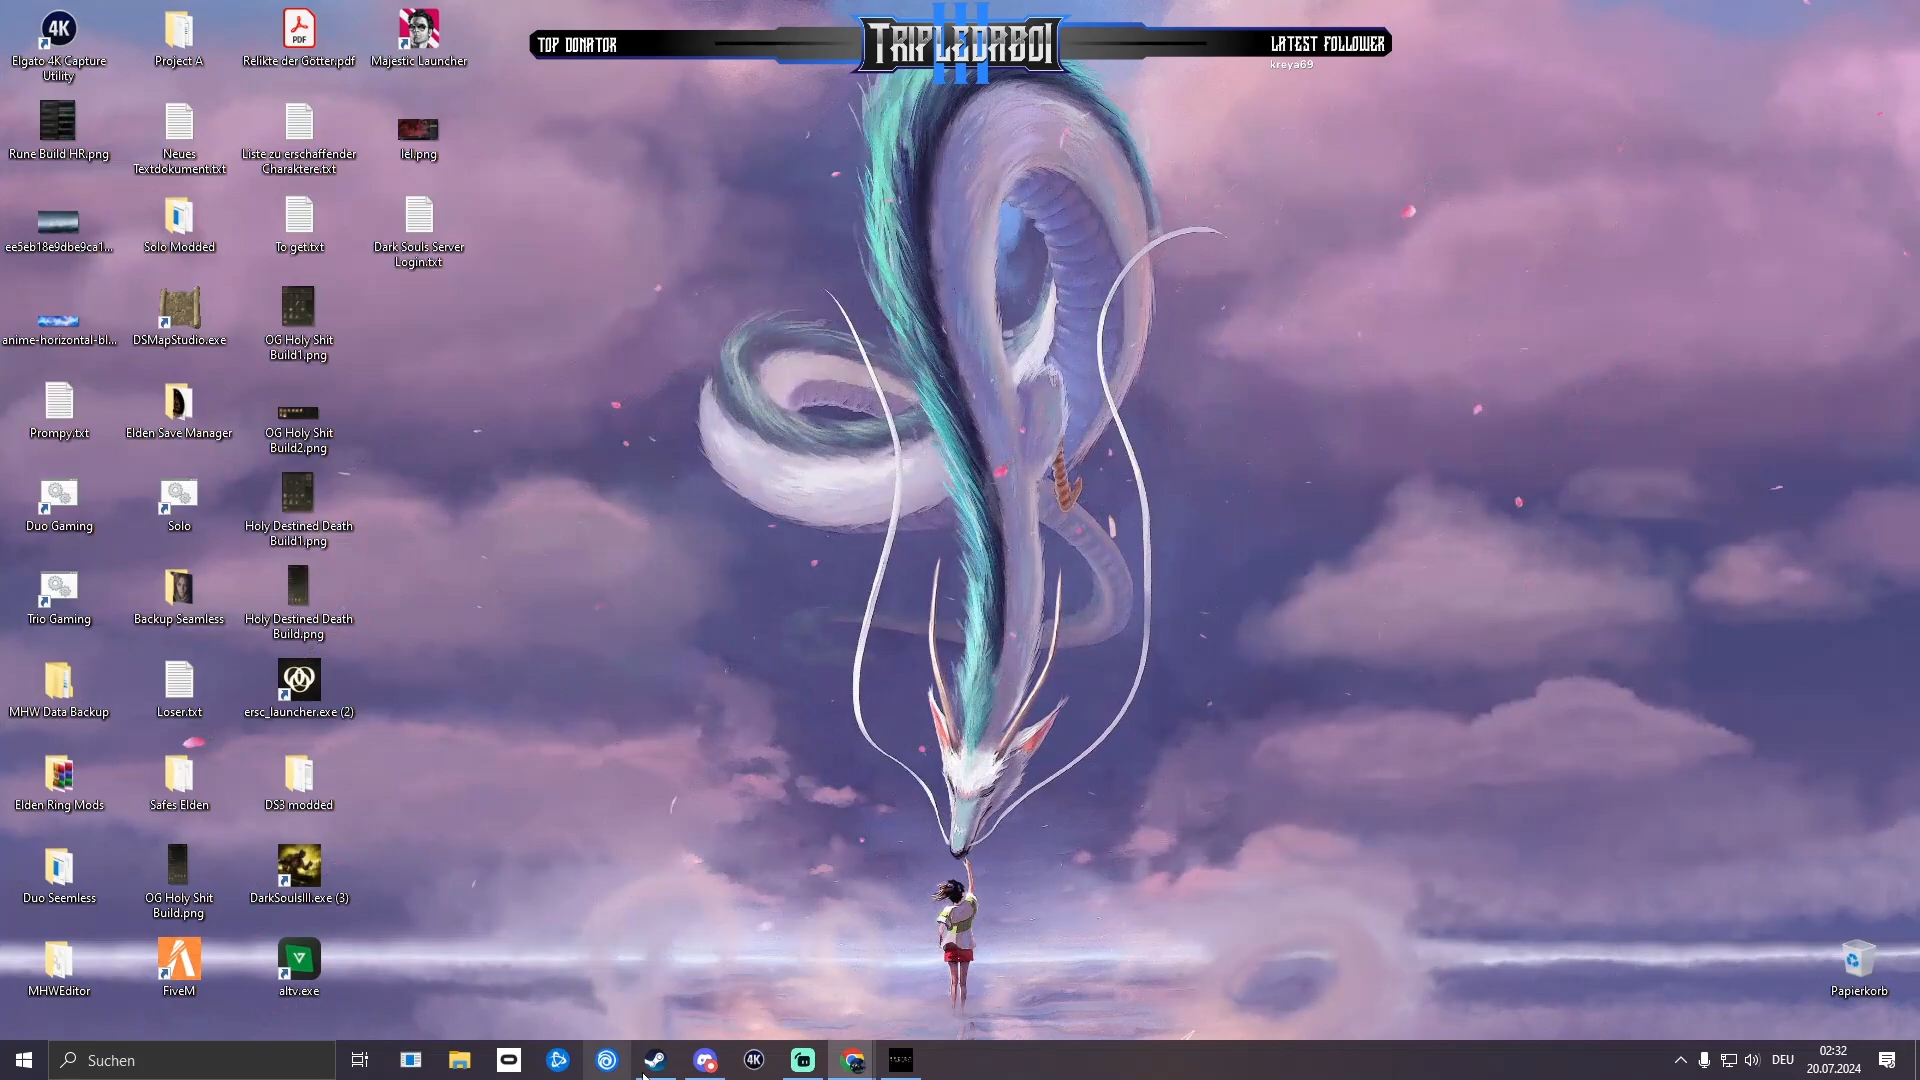 TOP DONATOR
TRIPLEDABOI
LATEST FOLLOWER
kreya69
Elgato 4K Capture
Utility
Project A
Relikte der Götter.pdf
Majestic Launcher
Rune Build HR.png
Neues
Textdokument.txt
Liste zu erschaffender
Charaktere.txt
lel.png
ee5eb18e9dbe9ca1...
Solo Modded
To get.txt
Dark Souls Server
Login.txt
anime-horizontal-bl...
DSMapStudio.exe
OG Holy Shit
Build1.png
Prompy.txt
Elden Save Manager
OG Holy Shit
Build2.png
Duo Gaming
Solo
Holy Destined Death
Build1.png
Trio Gaming
Backup Seamless
Holy Destined Death
Build.png
MHW Data Backup
Loser.txt
ersc_launcher.exe (2)
Elden Ring Mods
Safes Elden
DS3 modded
Duo Seemless
OG Holy Shit
Build.png
DarkSoulsIII.exe (3)
MHWEditor
FiveM
altv.exe
Papierkorb
Suchen
4K
DEU
02:32
20.07.2024